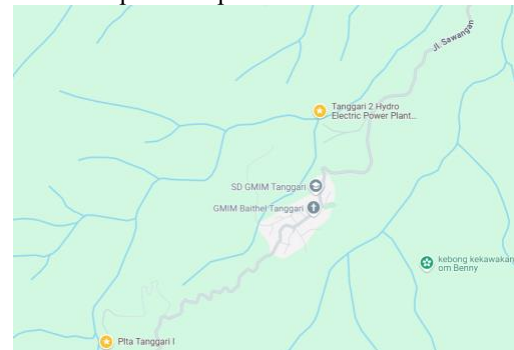 Jl. Sawangan
Tanggari 2 Hydro
Electric Power Plant...
SD GMIM Tanggari
GMIM Baithel Tanggari
kebong kekawakan
om Benny
Plta Tanggari I